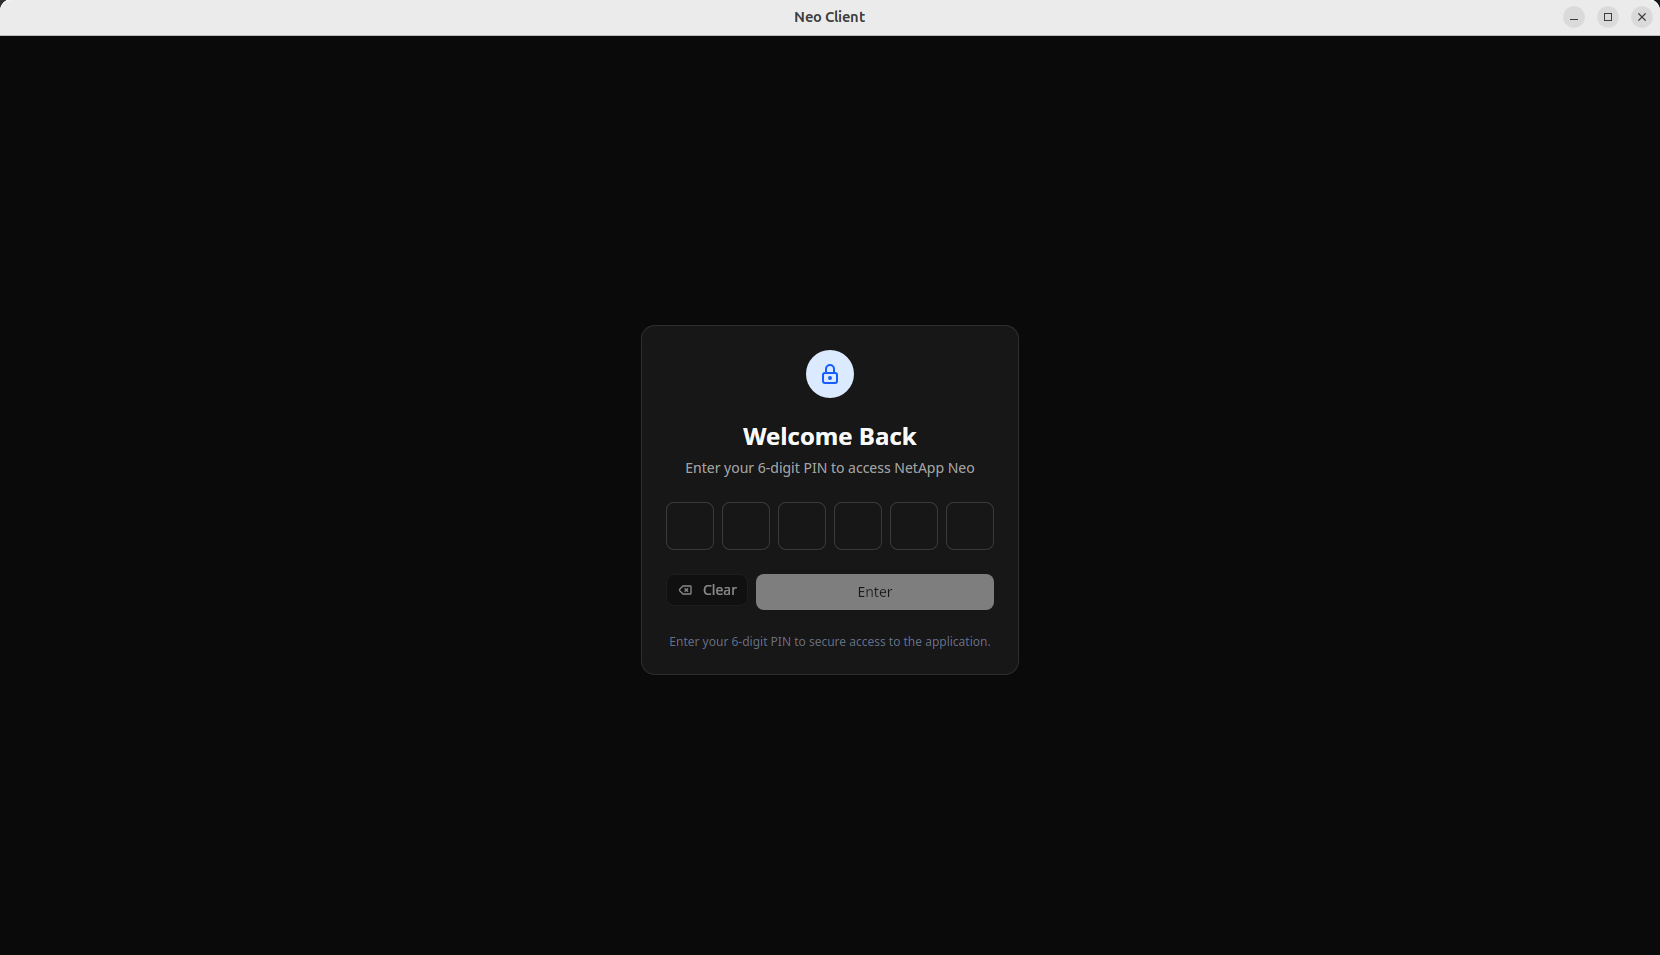 Neo Client
Welcome Back
Enter your 6-digit PIN to access NetApp Neo
Clear
Enter
Enter your 6-digit PIN to secure access to the application.